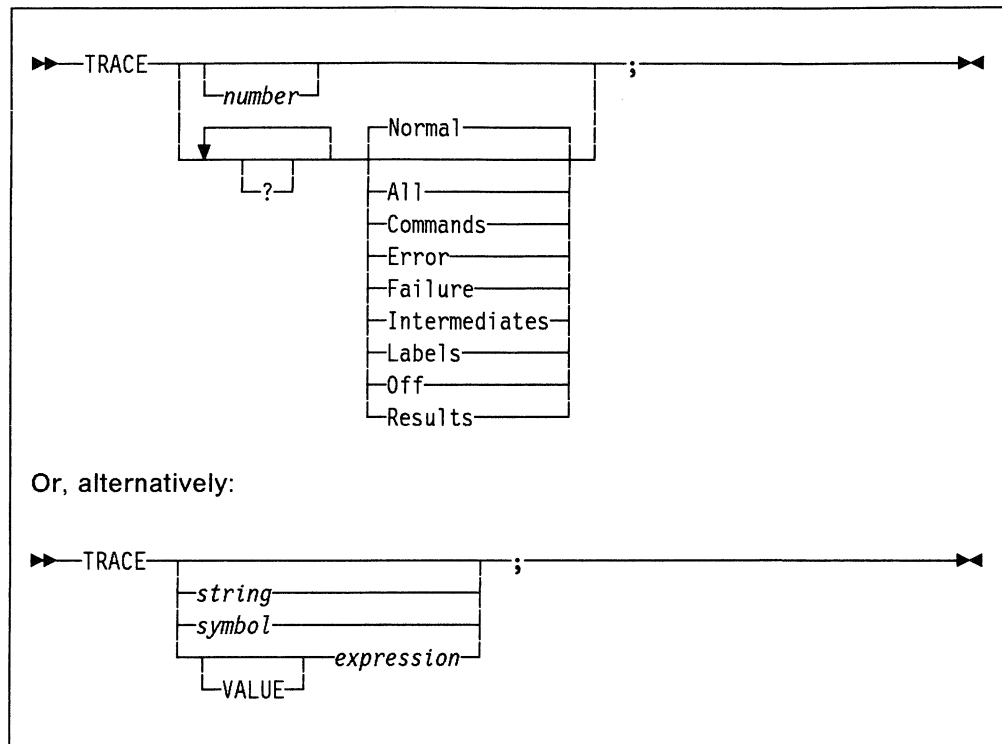 TRACE ;
number
Normal
?
All
Commands
Error
Failure
Intermediates
Labels
Off
Results
Or, alternatively:
TRACE ;
string
symbol
expression
VALUE